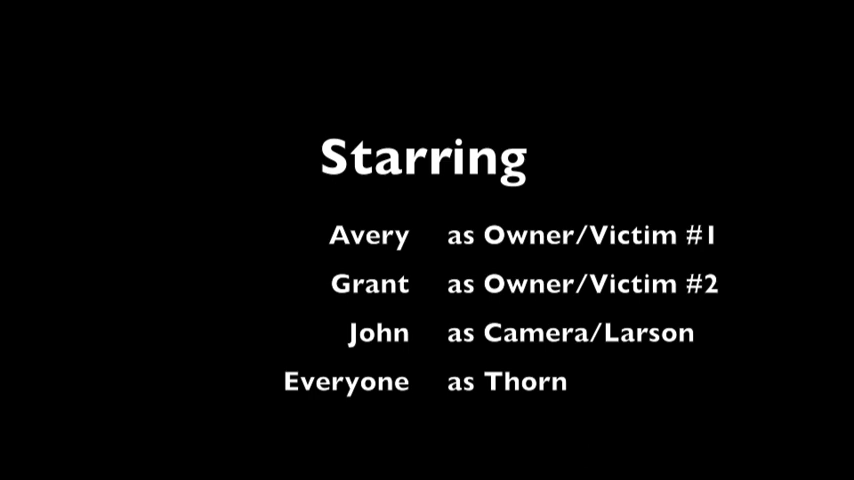 Starring
Avery as Owner/Victim #1
Grant as Owner/Victim #2
John as Camera/Larson
Everyone as Thorn